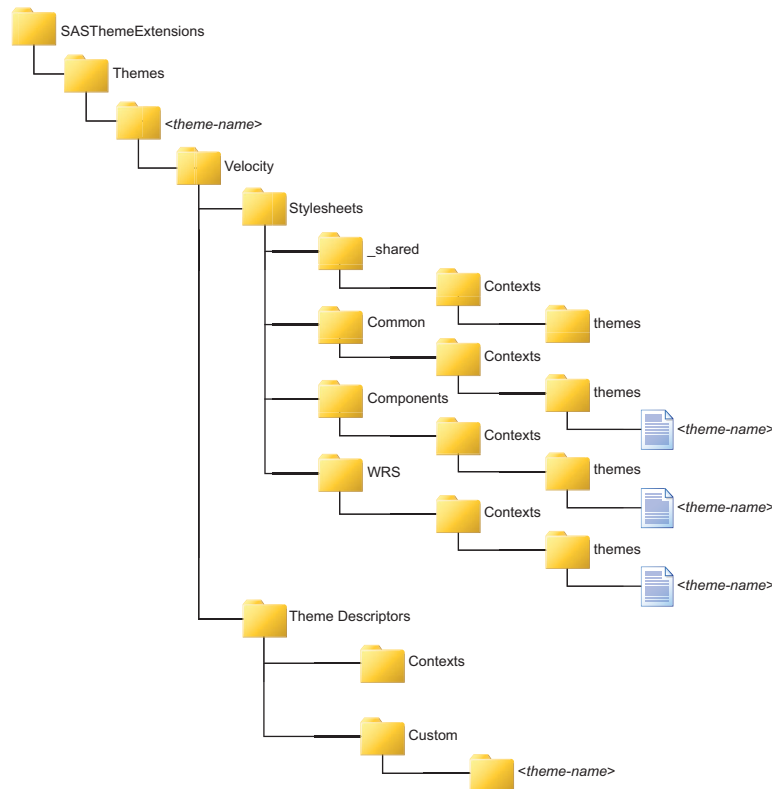 SASThemeExtensions
Themes
<theme-name>
Velocity
Stylesheets
_shared
Contexts
themes
Common
Contexts
themes
<theme-name>
Components
Contexts
themes
<theme-name>
WRS
Contexts
themes
<theme-name>
Theme Descriptors
Contexts
Custom
<theme-name>